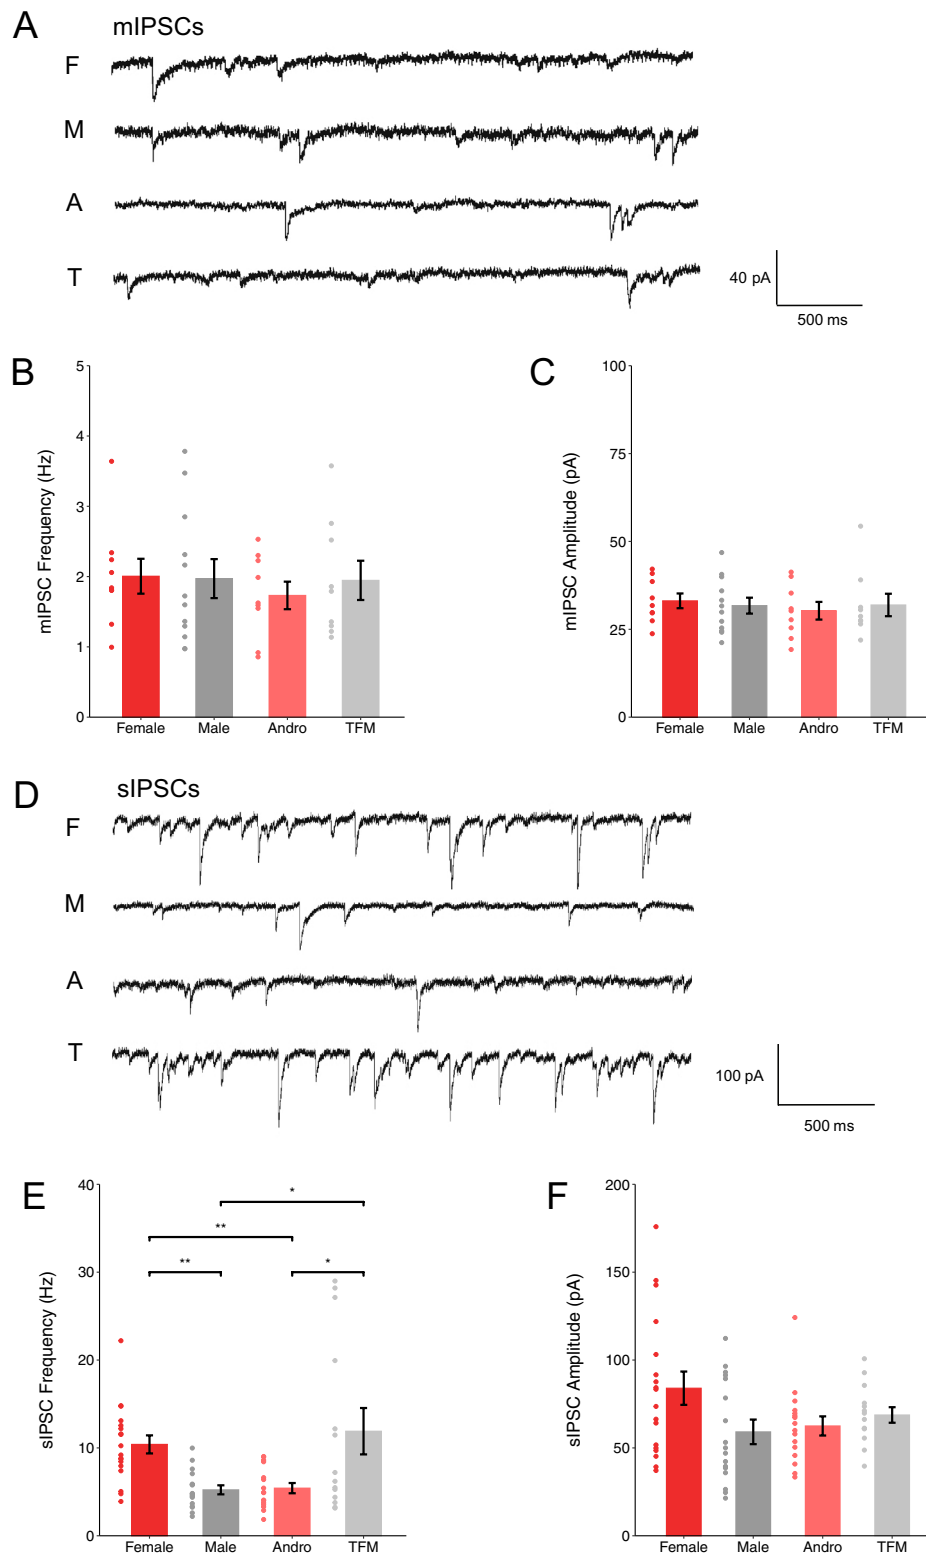 A
mIPSCs
F
M
A
T
40 pA
500 ms
B
5
4
3
2
1
0
mIPSC Frequency (Hz)
Female Male Andro TFM
C
100
75
50
25
0
mIPSC Amplitude (pA)
Female Male Andro TFM
D
sIPSCs
F
M
A
T
100 pA
500 ms
E
40
30
20
10
0
sIPSC Frequency (Hz)
*
**
** *
Female Male Andro TFM
F
200
150
100
50
0
sIPSC Amplitude (pA)
Female Male Andro TFM